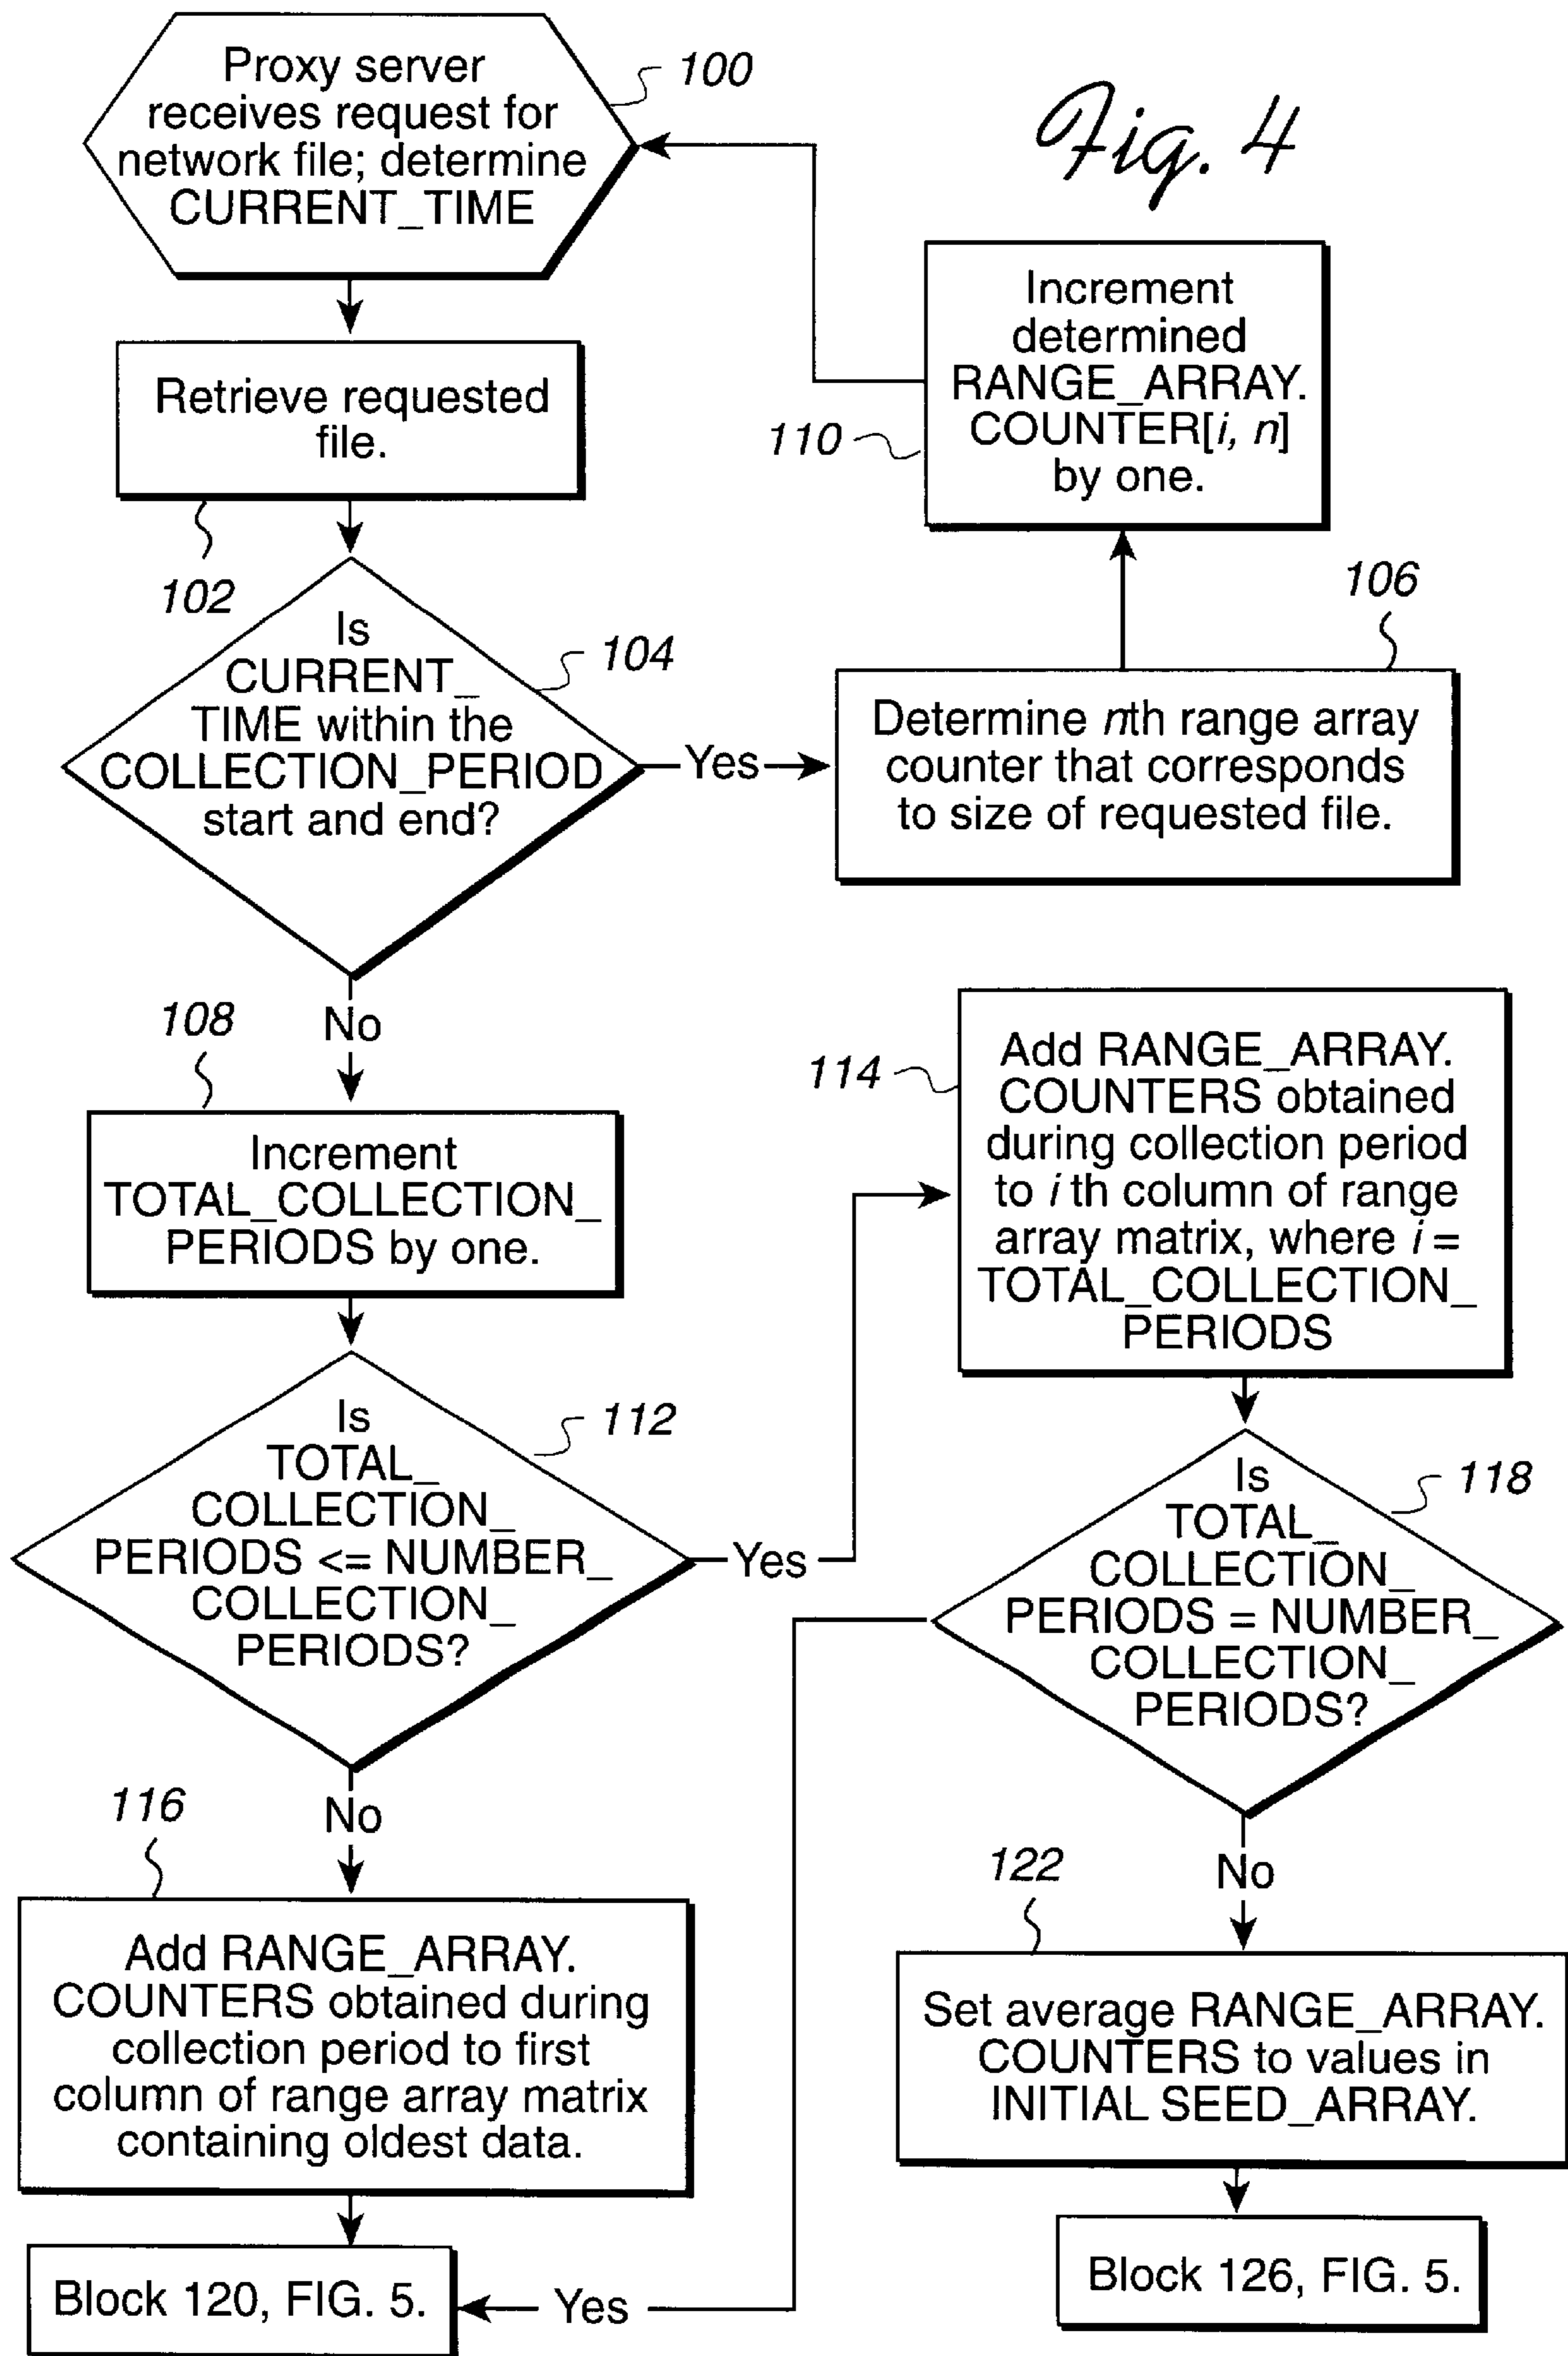 Fig. 4
Proxy server
receives request for
network file; determine
CURRENT_TIME
100
Retrieve requested
file.
102
Is
CURRENT_
TIME within the
COLLECTION_PERIOD
start and end?
104
Yes
Determine nth range array
counter that corresponds
to size of requested file.
106
Increment
determined
RANGE_ARRAY.
COUNTER[i, n]
by one.
110
No
108
Increment
TOTAL_COLLECTION_
PERIODS by one.
Is
TOTAL_
COLLECTION_
PERIODS <= NUMBER_
COLLECTION_
PERIODS?
112
Yes
114
Add RANGE_ARRAY.
COUNTERS obtained
during collection period
to i th column of range
array matrix, where i =
TOTAL_COLLECTION_
PERIODS
Is
TOTAL_
COLLECTION_
PERIODS = NUMBER_
COLLECTION_
PERIODS?
118
No
116
Add RANGE_ARRAY.
COUNTERS obtained during
collection period to first
column of range array matrix
containing oldest data.
Block 120, FIG. 5.
Yes
No
122
Set average RANGE_ARRAY.
COUNTERS to values in
INITIAL SEED_ARRAY.
Block 126, FIG. 5.